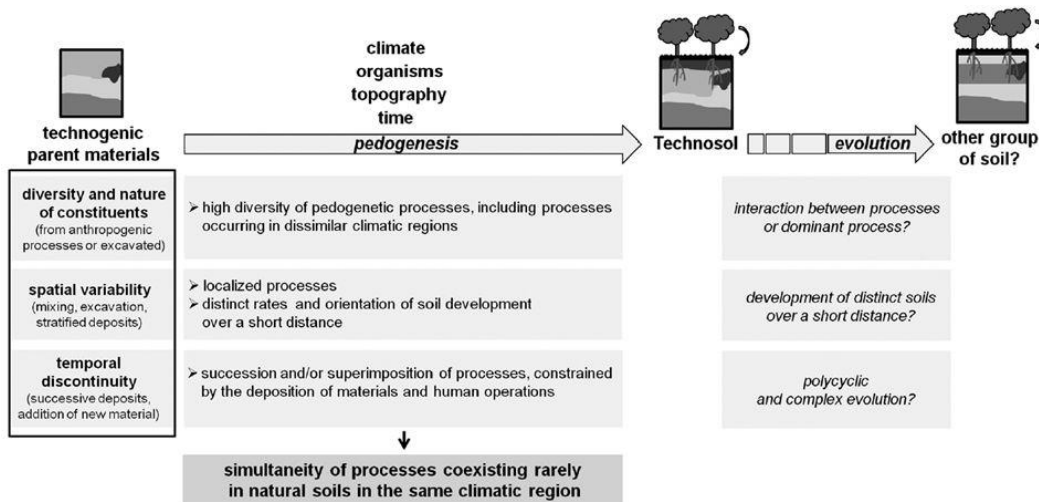 climate
organisms
topography
time
technogenic
parent materials
pedogenesis
Technosol
evolution
other group
of soil?
diversity and nature
of constituents
(from anthropogenic
processes or excavated)
➢ high diversity of pedogenetic processes, including processes
occurring in dissimilar climatic regions
interaction between processes
or dominant process?
spatial variability
(mixing, excavation,
stratified deposits)
➢ localized processes
➢ distinct rates and orientation of soil development
over a short distance
development of distinct soils
over a short distance?
temporal
discontinuity
(successive deposits,
addition of new material)
➢ succession and/or superimposition of processes, constrained
by the deposition of materials and human operations
polycyclic
and complex evolution?
simultaneity of processes coexisting rarely
in natural soils in the same climatic region